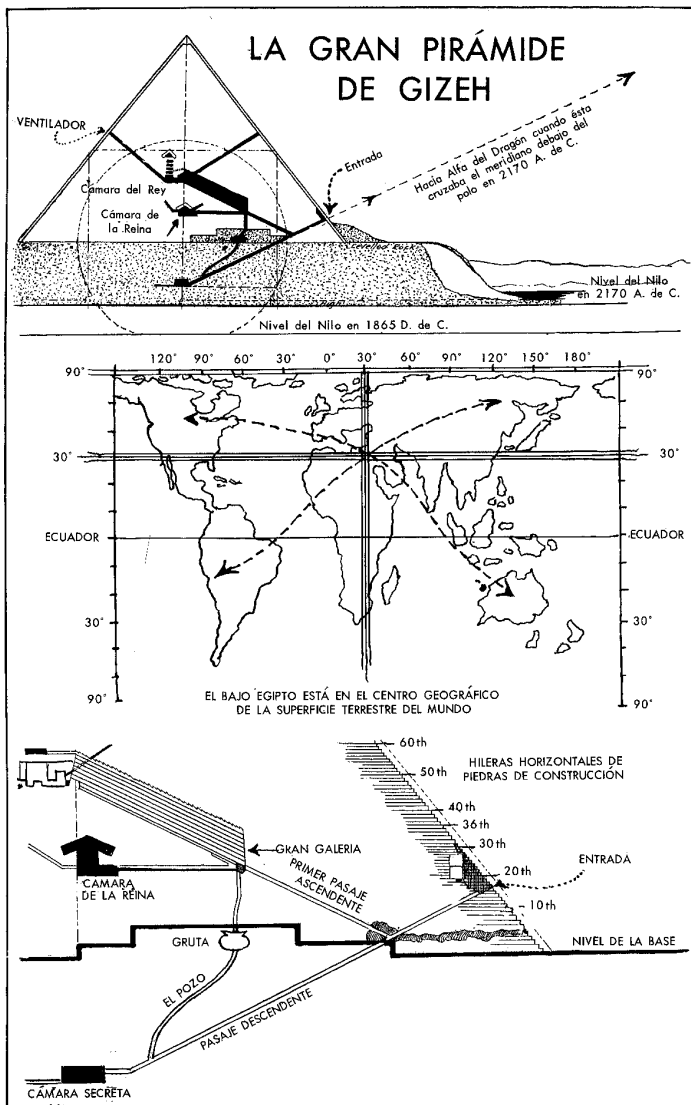 LA GRAN PIRÁMIDE
DE GIZEH
VENTILADOR
Entrada
Hacia Alfa del Dragón cuando ésta
cruzaba el meridiano debajo del
polo en 2170 A. de C.
Cámara del Rey
Cámara de
la Reina
Nivel del Nilo
en 2170 A. de C.
Nivel del Nilo en 1865 D. de C.
120° 90° 60° 30° 0° 30° 60° 90° 120° 150° 180°
90° 90°
30° 30°
ECUADOR ECUADOR
30° 30°
90° 90°
EL BAJO EGIPTO ESTÁ EN EL CENTRO GEOGRÁFICO
DE LA SUPERFICIE TERRESTRE DEL MUNDO
60th
HILERAS HORIZONTALES DE
PIEDRAS DE CONSTRUCCIÓN
50th
40th
36th
30th
20th
10th
GRAN GALERIA
PRIMER PASAJE
ASCENDENTE
ENTRADA
CAMARA
DE LA REINA
GRUTA
NIVEL DE LA BASE
EL POZO
PASAJE DESCENDENTE
CÁMARA SECRETA